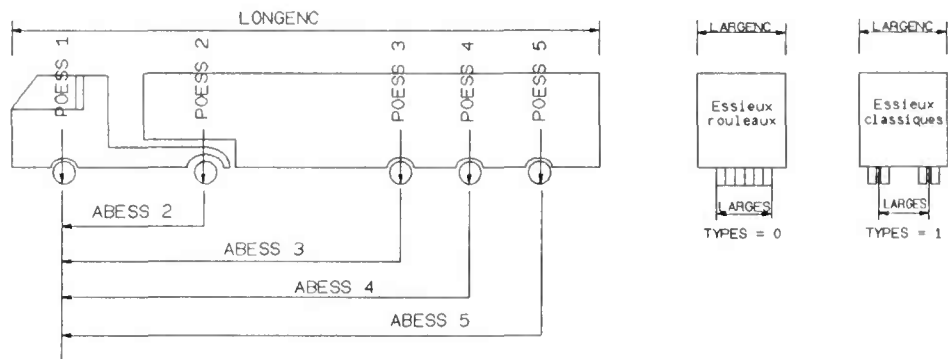 LONGENC
POESS 1
POESS 2
POESS 3
POESS 4
POESS 5
ABESS 2
ABESS 3
ABESS 4
ABESS 5
LARGENC
Essieux
rouleaux
LARGES
TYPES = 0
LARGENC
Essieux
classiques
LARGES
TYPES = 1